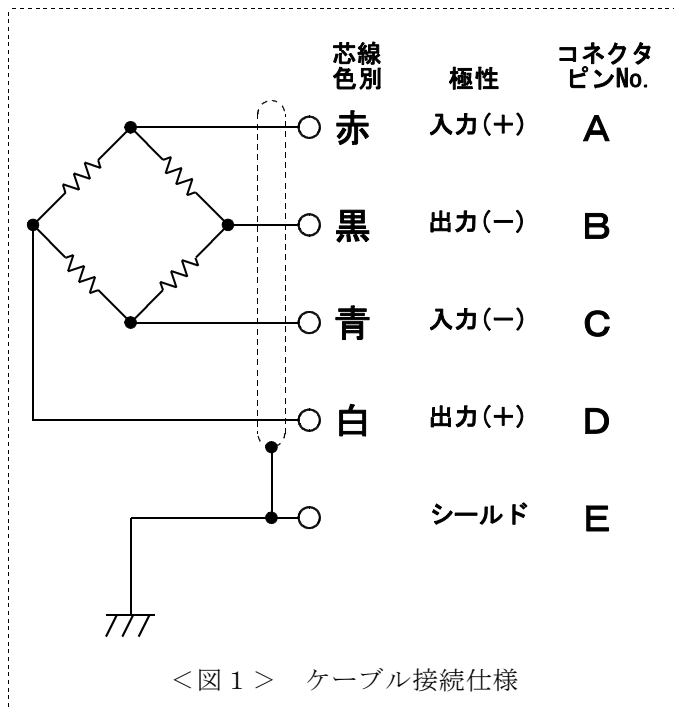 芯線
色別
極性
コネクタ
ピンNo.
赤 入力(+) A
黒 出力(-) B
青 入力(-) C
白 出力(+) D
シールド E
<図1> ケーブル接続仕様